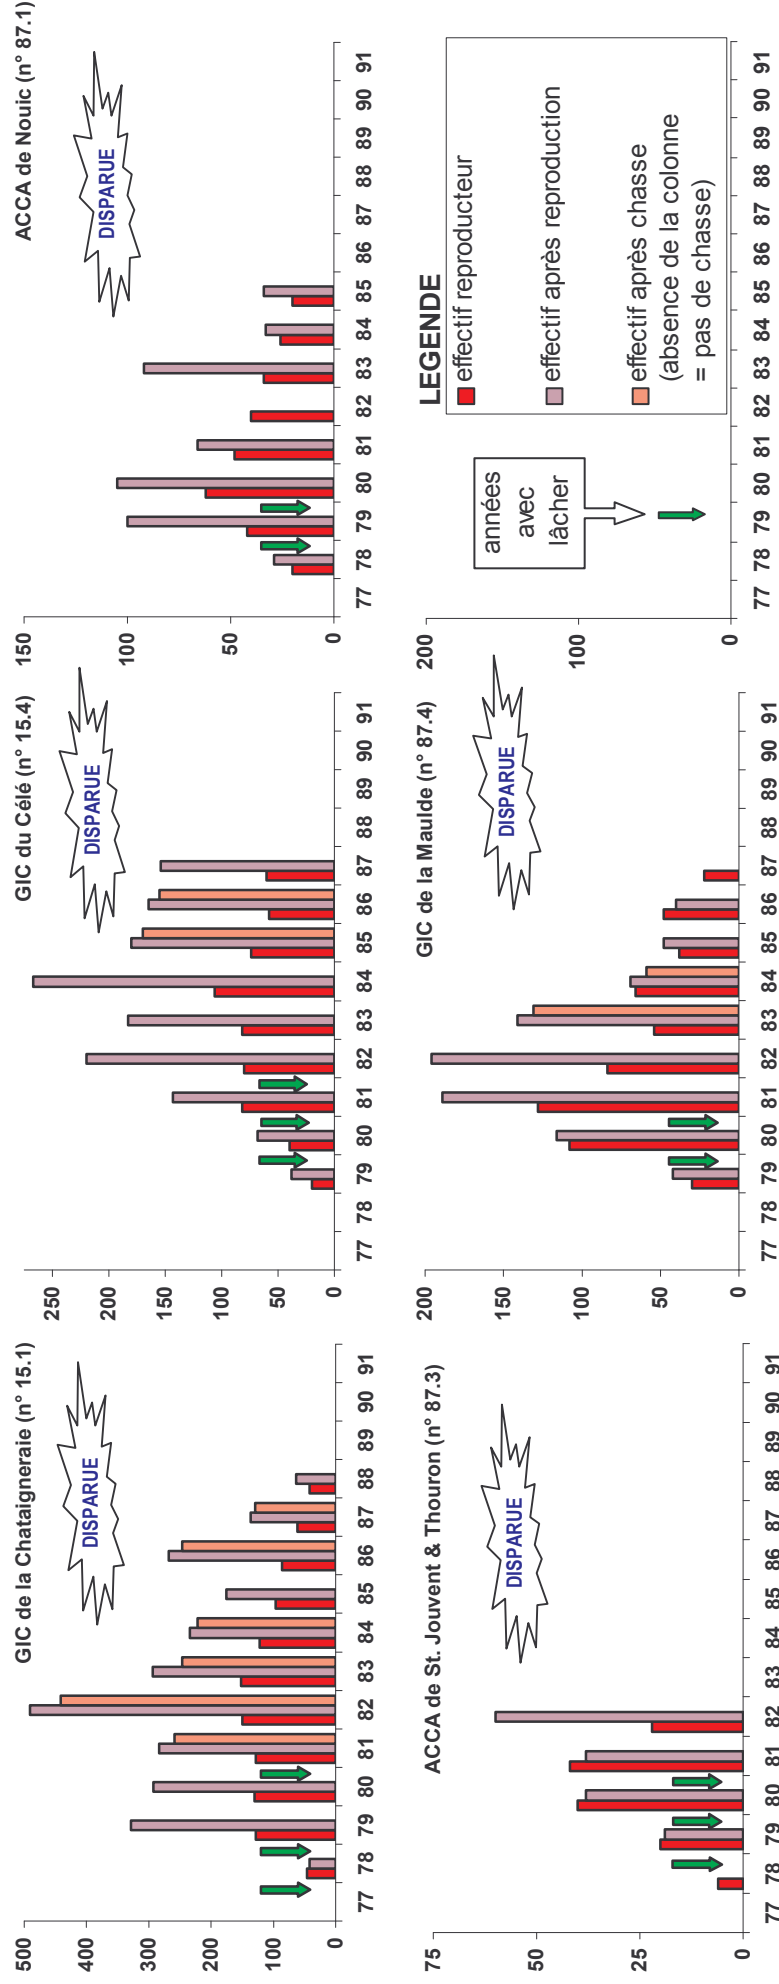 GIC de la Chataigneraie (n° 15.1)
500
400
300
200
100
0
DISPARUE
77 78 79 80 81 82 83 84 85 86 87 88 89 90 91
GIC du Célé (n° 15.4)
250
200
150
100
50
0
DISPARUE
77 78 79 80 81 82 83 84 85 86 87 88 89 90 91
ACCA de Nouic (n° 87.1)
150
100
50
0
DISPARUE
77 78 79 80 81 82 83 84 85 86 87 88 89 90 91
ACCA de St. Jouvent & Thouron (n° 87.3)
75
50
25
0
DISPARUE
77 78 79 80 81 82 83 84 85 86 87 88 89 90 91
GIC de la Maulde (n° 87.4)
200
150
100
50
0
DISPARUE
77 78 79 80 81 82 83 84 85 86 87 88 89 90 91
200
100
0
années
avec
lâcher
LEGENDE
effectif reproducteur
effectif après reproduction
effectif après chasse
(absence de la colonne
= pas de chasse)
77 78 79 80 81 82 83 84 85 86 87 88 89 90 91